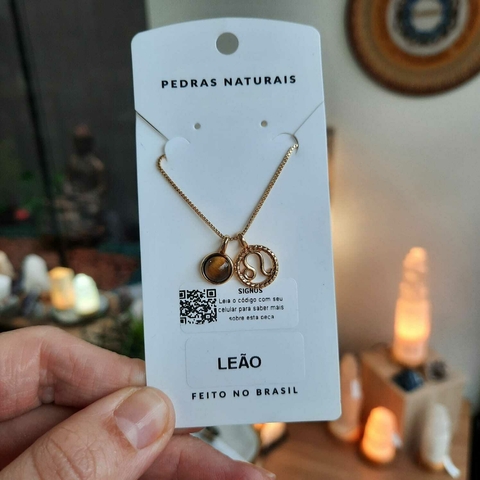 PEDRAS NATURAIS
SIGNOS
Leia o código com seu
celular para saber mais
sobre esta peça
LEÃO
FEITO NO BRASIL